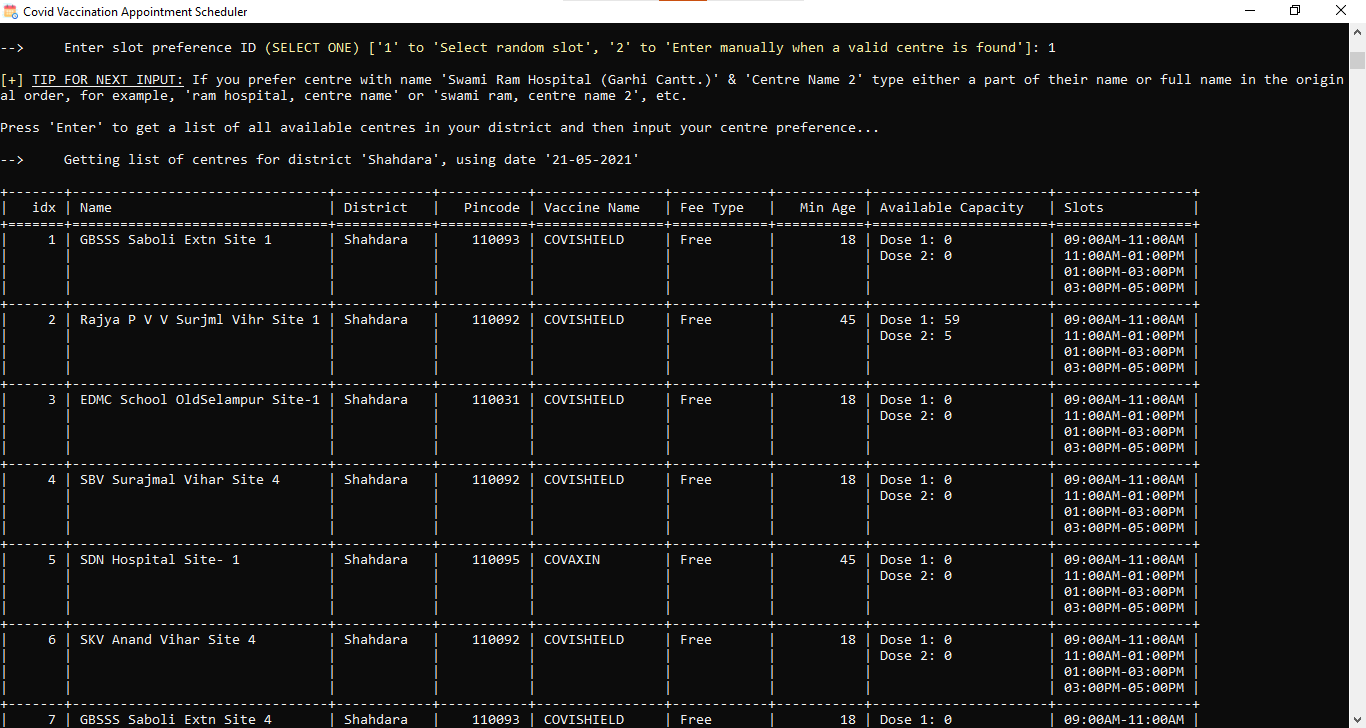 Covid Vaccination Appointment Scheduler
--> Enter slot preference ID (SELECT ONE) ['1' to 'Select random slot', '2' to 'Enter manually when a valid centre is found']: 1
[+] TIP FOR NEXT INPUT: If you prefer centre with name 'Swami Ram Hospital (Garhi Cantt.)' & 'Centre Name 2' type either a part of their name or full name in the origin
al order, for example, 'ram hospital, centre name' or 'swami ram, centre name 2', etc.
Press 'Enter' to get a list of all available centres in your district and then input your centre preference...
--> Getting list of centres for district 'Shahdara', using date '21-05-2021'
| idx | Name | District | Pincode | Vaccine Name | Fee Type | Min Age | Available Capacity | Slots |
| 1 | GBSSS Saboli Extn Site 1 | Shahdara | 110093 | COVISHIELD | Free | 18 | Dose 1: 0 | 09:00AM-11:00AM |
Dose 2: 0 | 11:00AM-01:00PM |
01:00PM-03:00PM |
03:00PM-05:00PM |
| 2 | Rajya P V V Surjml Vihr Site 1 | Shahdara | 110092 | COVISHIELD | Free | 45 | Dose 1: 59 | 09:00AM-11:00AM |
Dose 2: 5 | 11:00AM-01:00PM |
01:00PM-03:00PM |
03:00PM-05:00PM |
| 3 | EDMC School OldSelampur Site-1 | Shahdara | 110031 | COVISHIELD | Free | 18 | Dose 1: 0 | 09:00AM-11:00AM |
Dose 2: 0 | 11:00AM-01:00PM |
01:00PM-03:00PM |
03:00PM-05:00PM |
| 4 | SBV Surajmal Vihar Site 4 | Shahdara | 110092 | COVISHIELD | Free | 18 | Dose 1: 0 | 09:00AM-11:00AM |
Dose 2: 0 | 11:00AM-01:00PM |
01:00PM-03:00PM |
03:00PM-05:00PM |
| 5 | SDN Hospital Site- 1 | Shahdara | 110095 | COVAXIN | Free | 45 | Dose 1: 0 | 09:00AM-11:00AM |
Dose 2: 0 | 11:00AM-01:00PM |
01:00PM-03:00PM |
03:00PM-05:00PM |
| 6 | SKV Anand Vihar Site 4 | Shahdara | 110092 | COVISHIELD | Free | 18 | Dose 1: 0 | 09:00AM-11:00AM |
Dose 2: 0 | 11:00AM-01:00PM |
01:00PM-03:00PM |
03:00PM-05:00PM |
| 7 | GBSSS Saboli Extn Site 4 | Shahdara | 110093 | COVISHIELD | Free | 18 | Dose 1: 0 | 09:00AM-11:00AM |